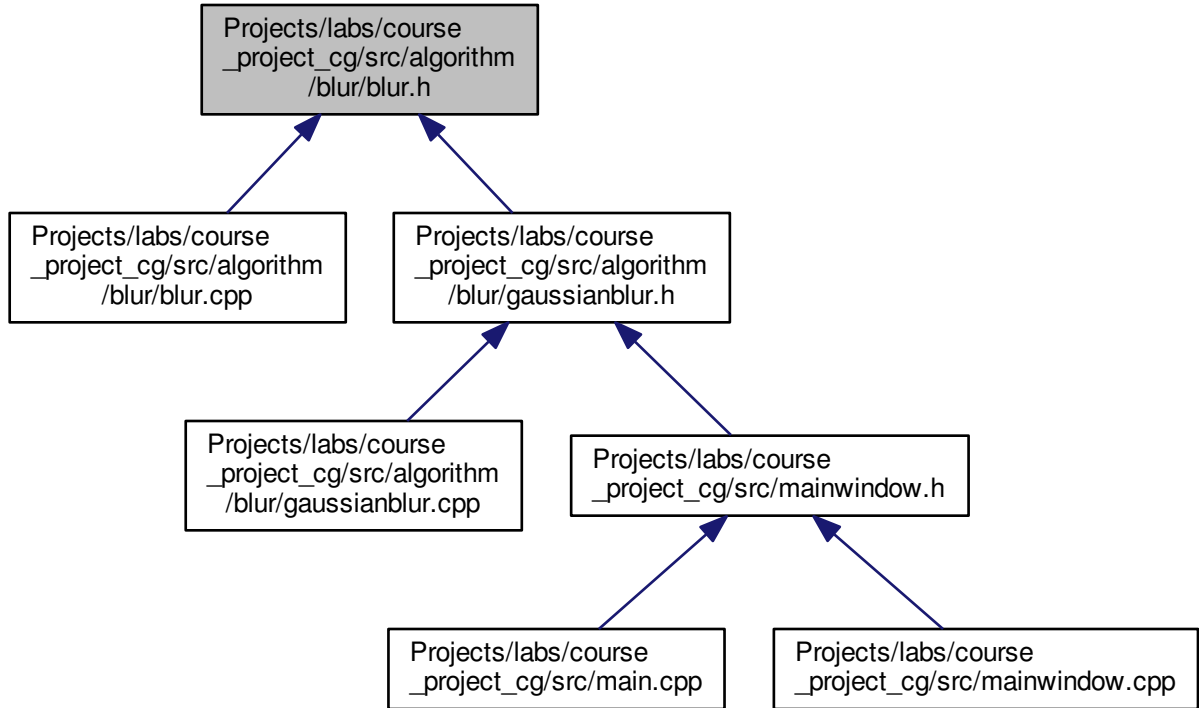 Projects/labs/course
_project_cg/src/algorithm
/blur/blur.h
Projects/labs/course
_project_cg/src/algorithm
/blur/blur.cpp
Projects/labs/course
_project_cg/src/algorithm
/blur/gaussianblur.h
Projects/labs/course
_project_cg/src/algorithm
/blur/gaussianblur.cpp
Projects/labs/course
_project_cg/src/mainwindow.h
Projects/labs/course
_project_cg/src/main.cpp
Projects/labs/course
_project_cg/src/mainwindow.cpp